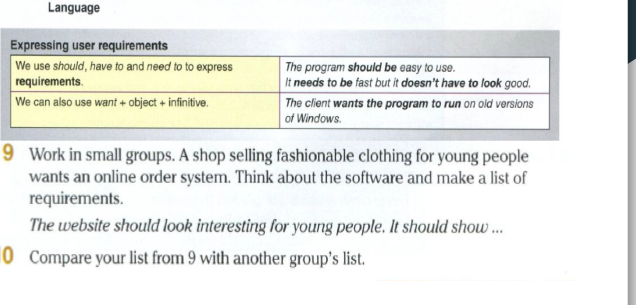 Language
Expressing user requirements
We use should, have to and need to to express
requirements.
The program should be easy to use.
It needs to be fast but it doesn't have to look good.
We can also use want + object + infinitive.
The client wants the program to run on old versions
of Windows.
9 Work in small groups. A shop selling fashionable clothing for young people
wants an online order system. Think about the software and make a list of
requirements.
The website should look interesting for young people. It should show ...
0 Compare your list from 9 with another group's list.